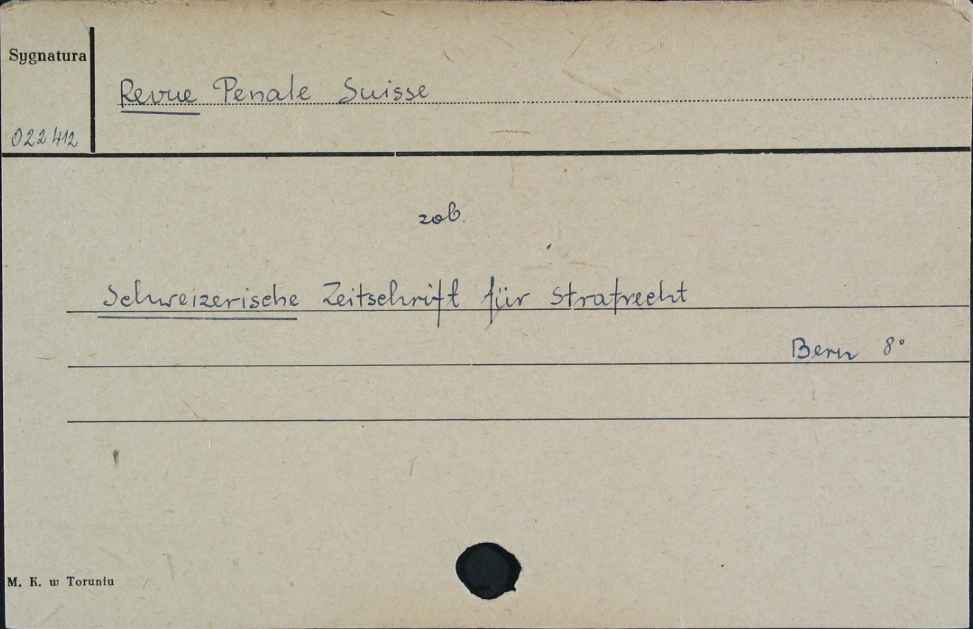 Sygnatura
Revue Penale Suisse
022412
zob.
Schweizerische Zeitschrift für Strafrecht
Bern 8°
M. K. w Toruniu